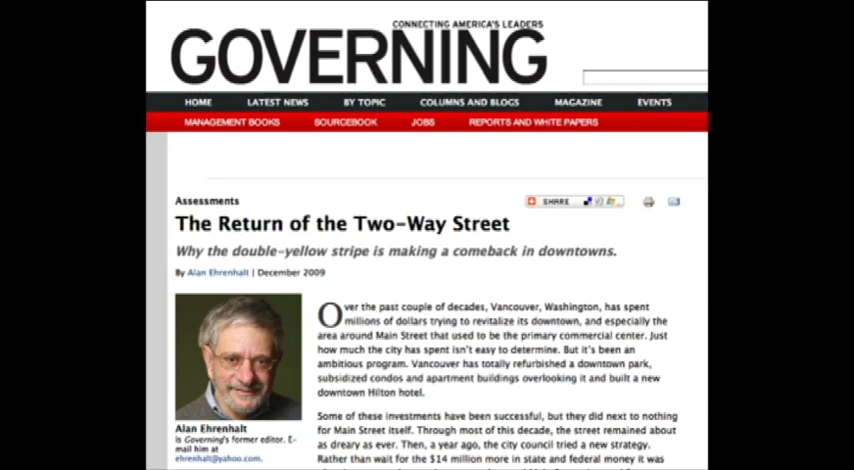 CONNECTING AMERICA'S LEADERS
GOVERNING
HOME LATEST NEWS BY TOPIC COLUMNS AND BLOGS MAGAZINE EVENTS
MANAGEMENT BOOKS SOURCEBOOK JOBS REPORTS AND WHITE PAPERS
Assessments
SHARE
The Return of the Two-Way Street
Why the double-yellow stripe is making a comeback in downtowns.
By Alan Ehrenhalt | December 2009
Over the past couple of decades, Vancouver, Washington, has spent
millions of dollars trying to revitalize its downtown, and especially the
area around Main Street that used to be the primary commercial center. Just
how much the city has spent isn't easy to determine. But it's been an
ambitious program. Vancouver has totally refurbished a downtown park,
subsidized condos and apartment buildings overlooking it and built a new
downtown Hilton hotel.
Some of these investments have been successful, but they did next to nothing
for Main Street itself. Through most of this decade, the street remained about
as dreary as ever. Then, a year ago, the city council tried a new strategy.
Rather than wait for the $14 million more in state and federal money it was
Alan Ehrenhalt
is Governing's former editor. E-
mail him at
ehrenhalt@yahoo.com.